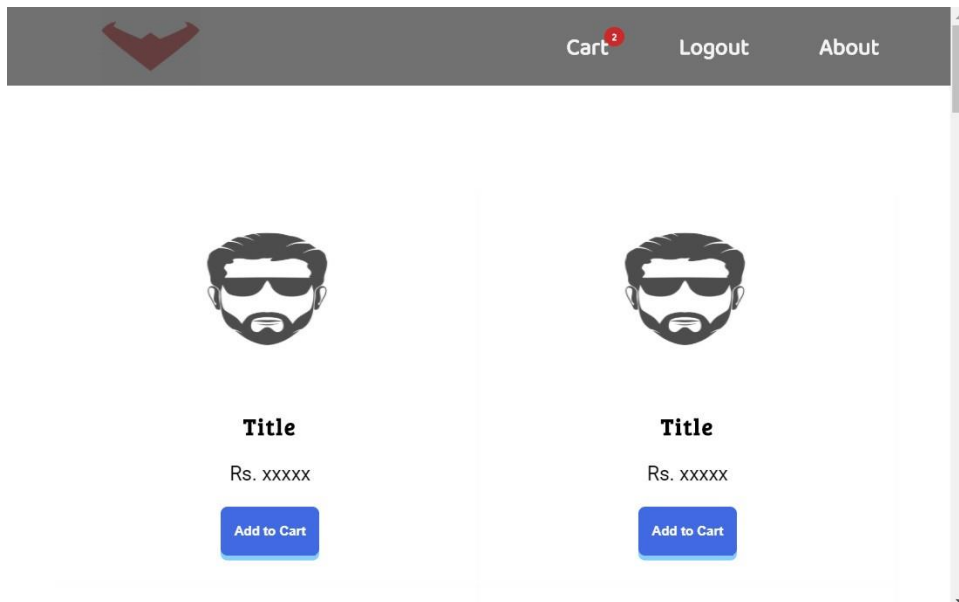 Cart 2 Logout About
Title Title
Rs. xxxxx Rs. xxxxx
Add to Cart Add to Cart